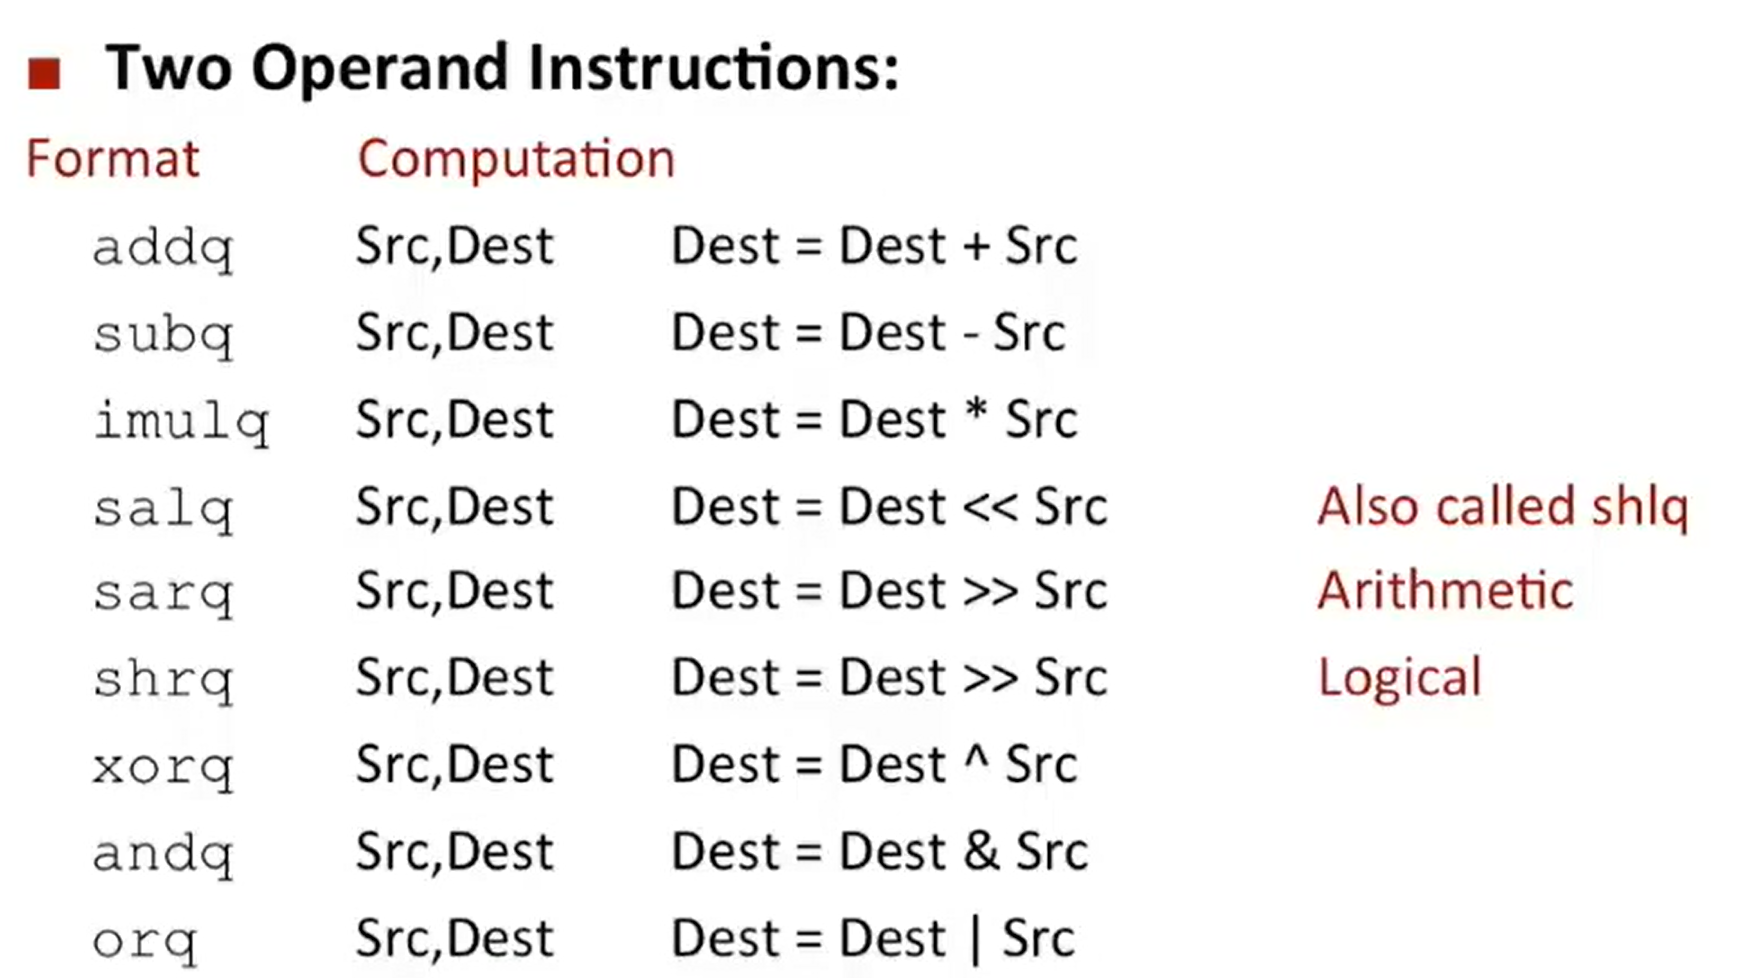 Two Operand Instructions:
Format Computation
addq Src,Dest Dest = Dest + Src
subq Src,Dest Dest = Dest - Src
imulq Src,Dest Dest = Dest * Src
salq Src,Dest Dest = Dest << Src Also called shlq
sarq Src,Dest Dest = Dest >> Src Arithmetic
shrq Src,Dest Dest = Dest >> Src Logical
xorq Src,Dest Dest = Dest ^ Src
andq Src,Dest Dest = Dest & Src
orq Src,Dest Dest = Dest | Src